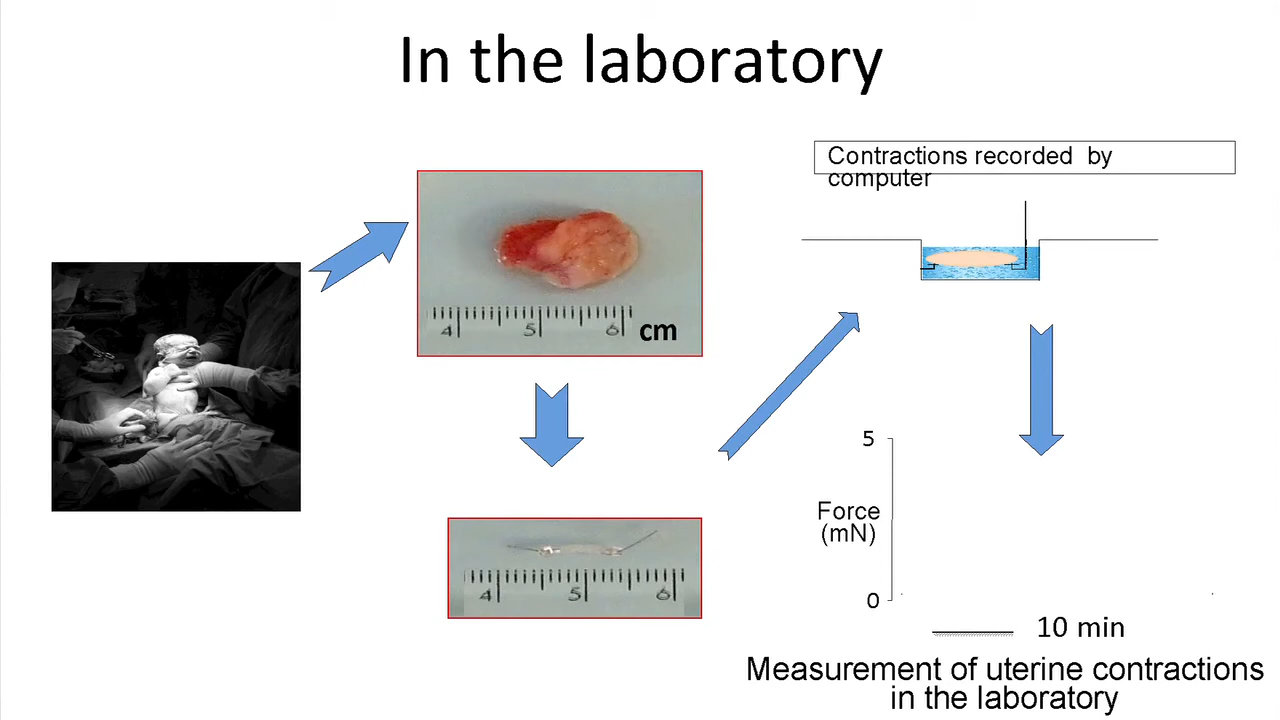 In the laboratory
Contractions recorded by
computer
4 5 6 cm
4 5 6
5
Force
(mN)
0
10 min
Measurement of uterine contractions
in the laboratory